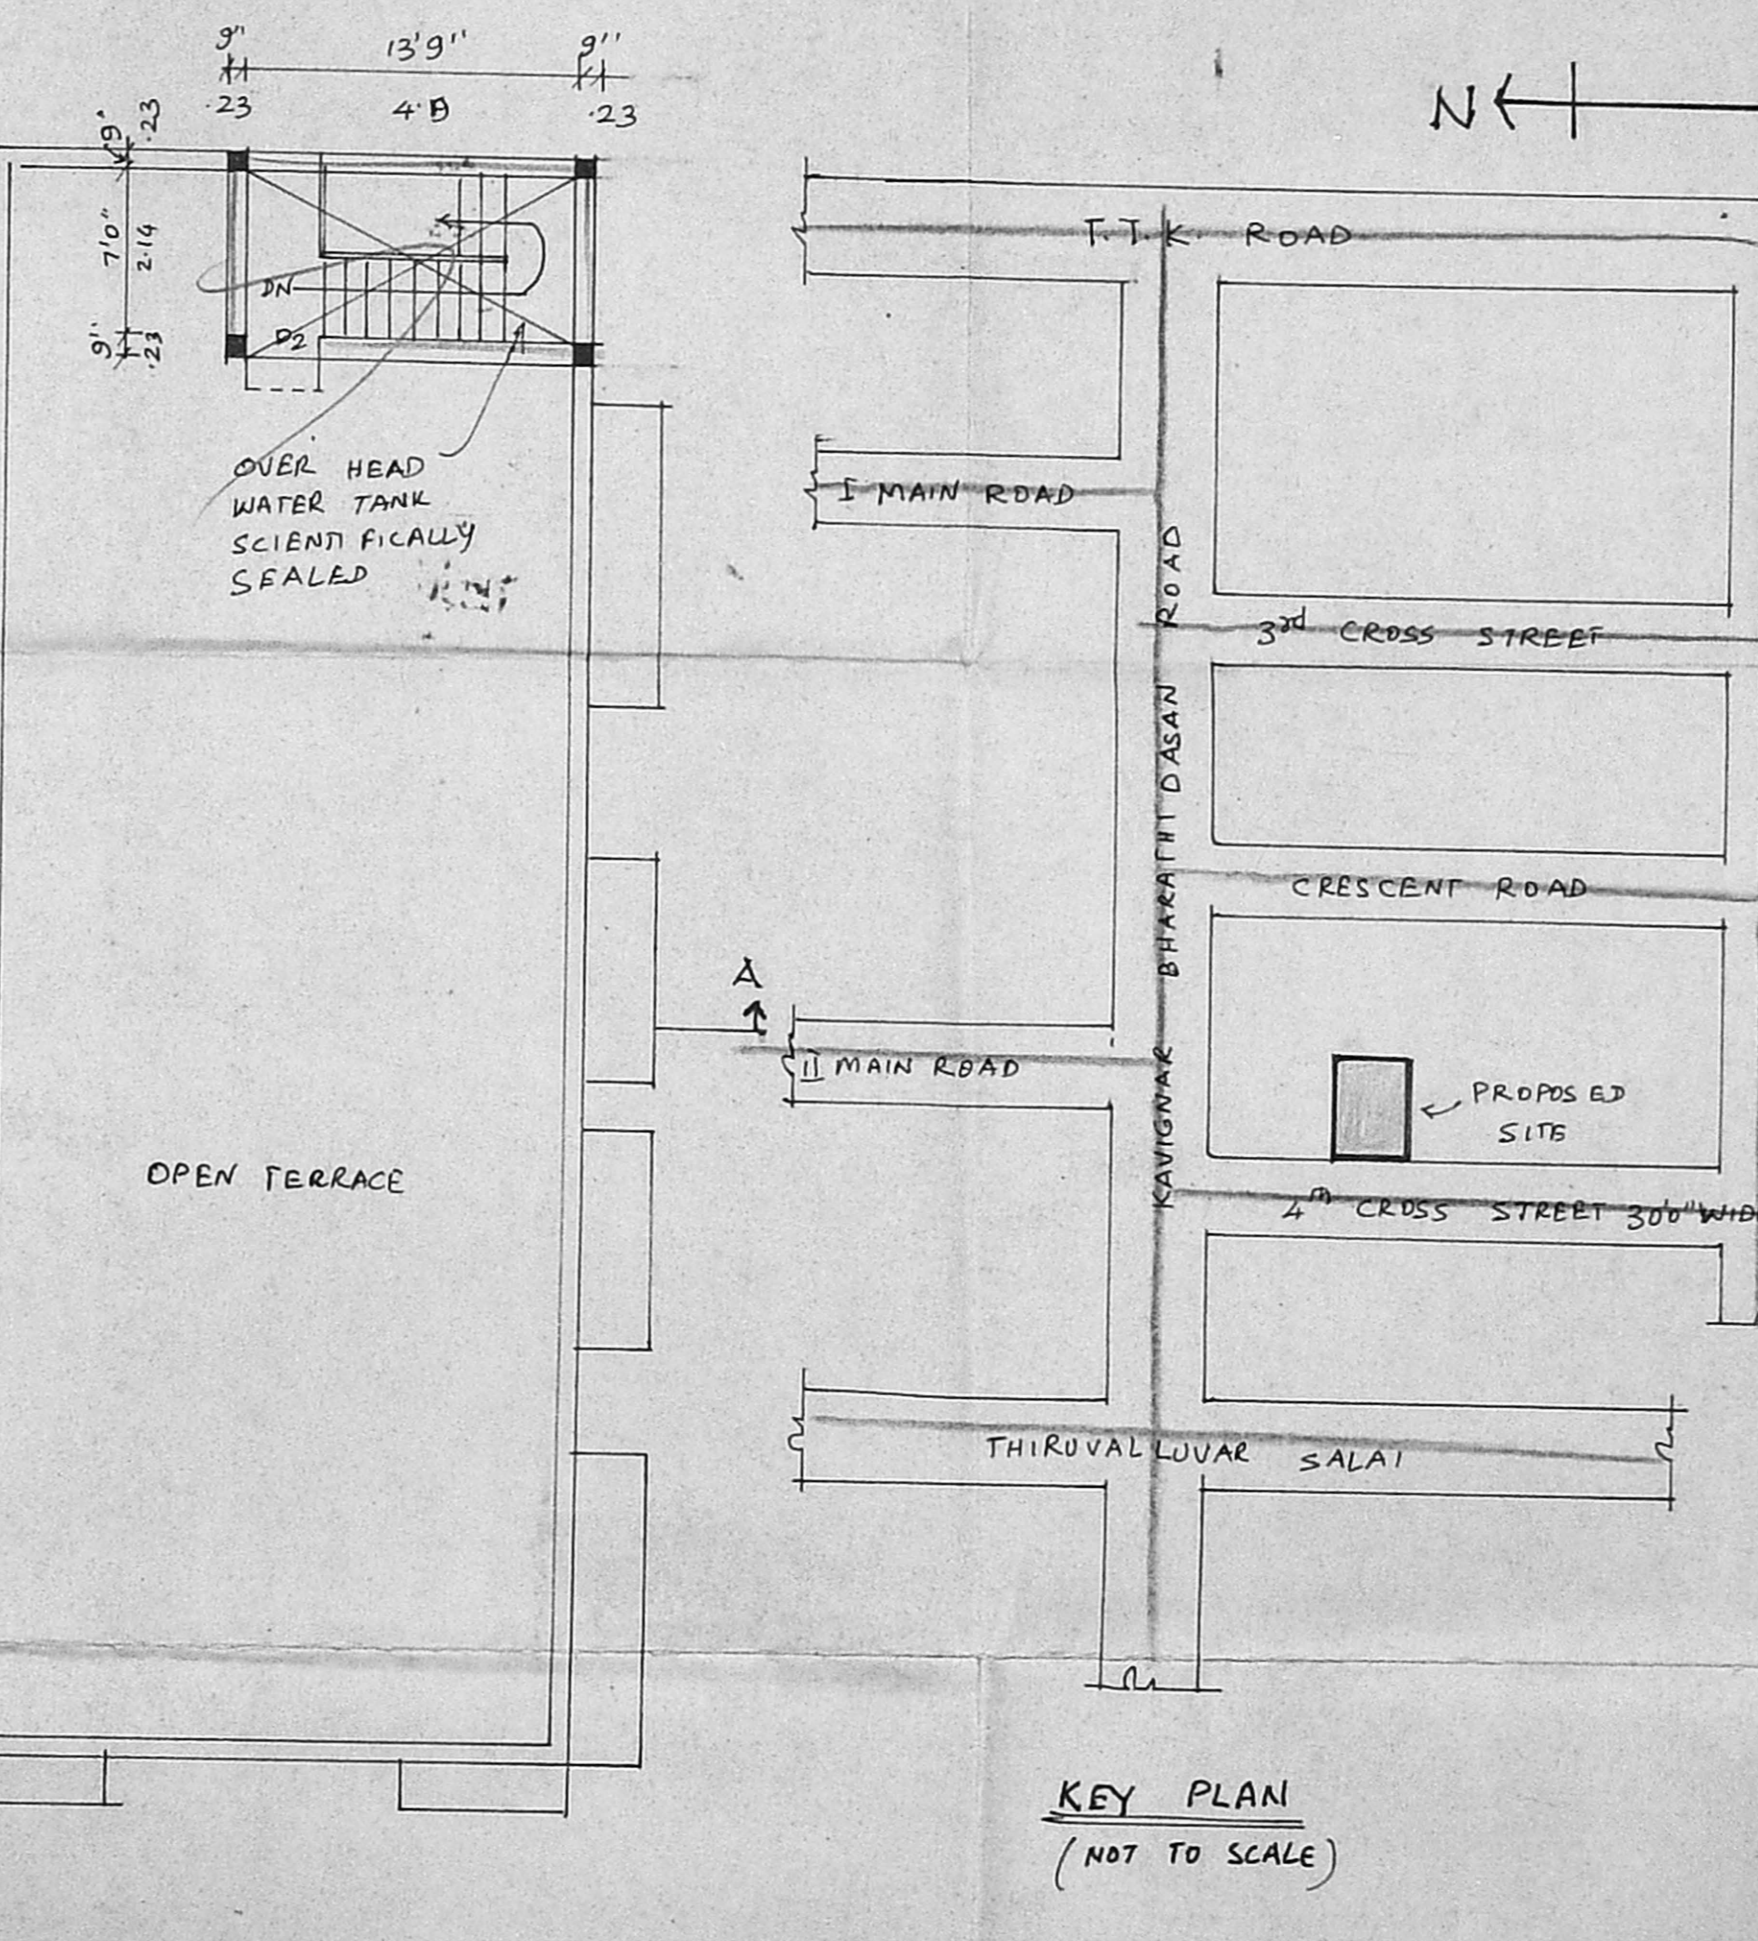 9" 13'9" 9"
.23 .23
N
9" .23
T.T.K. ROAD
7'0" 2.14
DN
D2
9" .23
OVER HEAD
WATER TANK
SCIENTIFICALLY
SEALED
I MAIN ROAD
3rd CROSS STREET
CRESCENT ROAD
KAVIGNAR BHARATHIDASAN ROAD
A
II MAIN ROAD
PROPOSED
SITE
OPEN TERRACE
4th CROSS STREET 30'0" WID
THIRUVALLUVAR SALAI
KEY PLAN
(NOT TO SCALE)